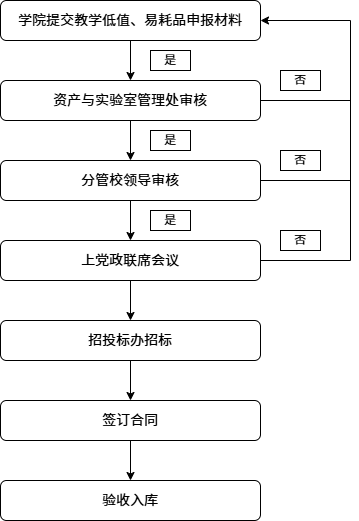 学院提交教学低值、易耗品申报材料
是
否
资产与实验室管理处审核
是
否
分管校领导审核
是
否
上党政联席会议
招投标办招标
签订合同
验收入库